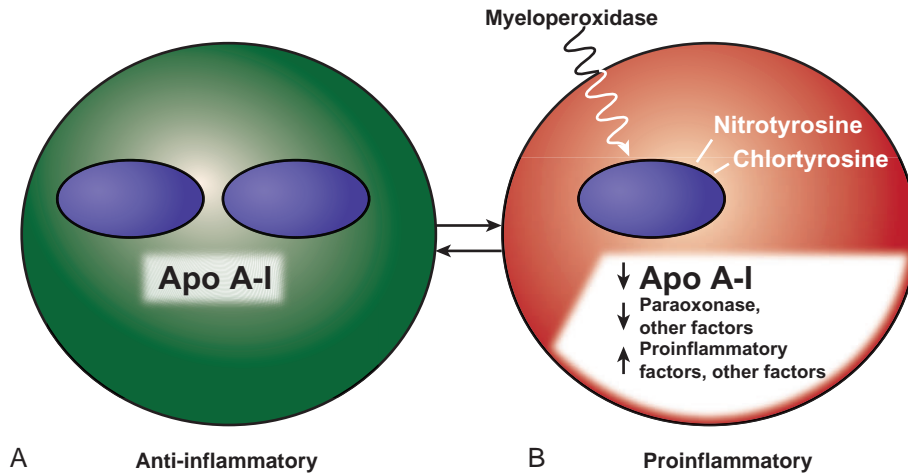 Myeloperoxidase
Nitrotyrosine
Chlortyrosine
Apo A-I
Apo A-I
Paraoxonase,
other factors
Proinflammatory
factors, other factors
A
Anti-inflammatory
B
Proinflammatory